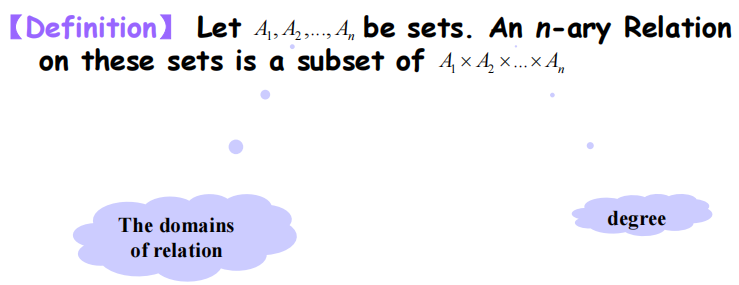 【Definition】 Let A₁, A₂,..., Aₙ be sets. An n-ary Relation
on these sets is a subset of A₁ × A₂ ×...× Aₙ
The domains
of relation
degree